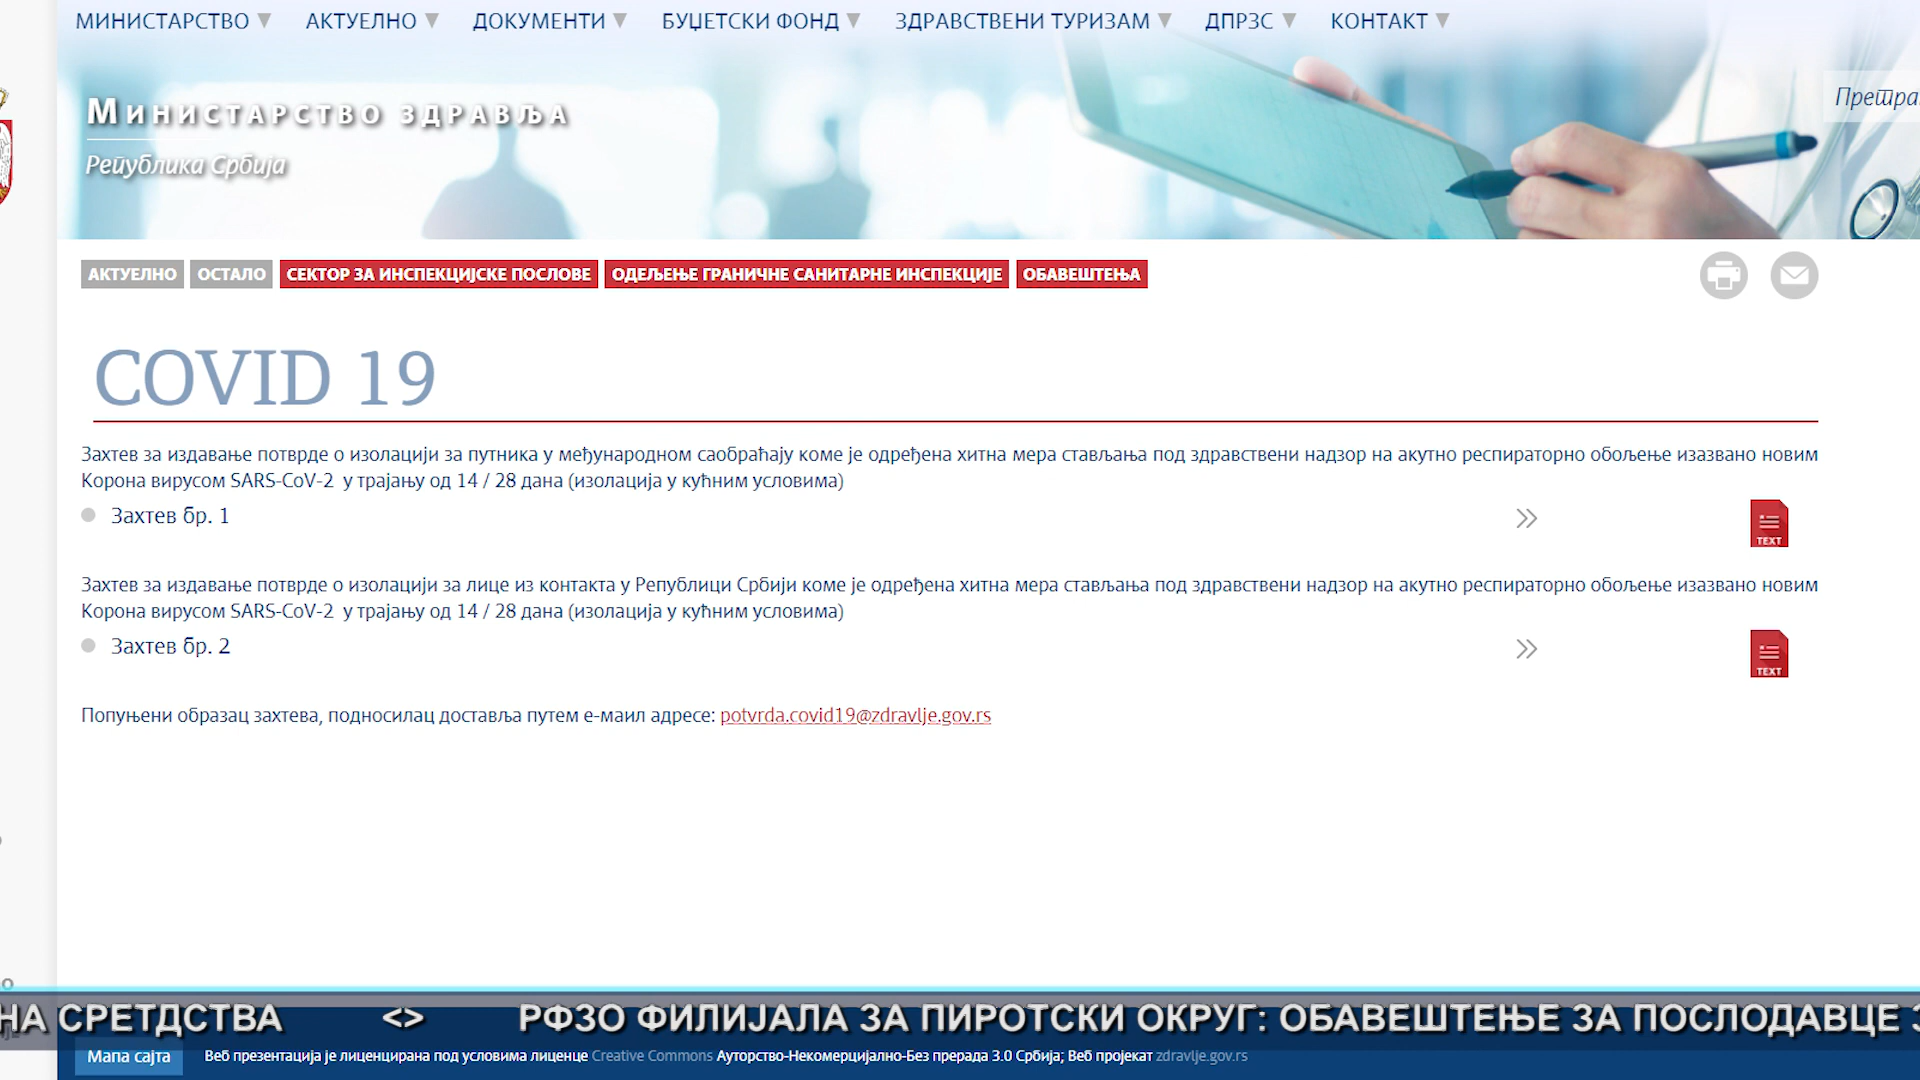 МИНИСТАРСТВО АКТУЕЛНО ДОКУМЕНТИ БУЏЕТСКИ ФОНД ЗДРАВСТВЕНИ ТУРИЗАМ ДПРЗС КОНТАКТ
Министарство здравља
Република Србија
АКТУЕЛНО ОСТАЛО СЕКТОР ЗА ИНСПЕКЦИЈСКЕ ПОСЛОВЕ ОДЕЉЕЊЕ ГРАНИЧНЕ САНИТАРНЕ ИНСПЕКЦИЈЕ ОБАВЕШТЕЊА
COVID 19
Захтев за издавање потврде о изолацији за путника у међународном саобраћају коме је одређена хитна мера стављања под здравствени надзор на акутно респираторно обољење изазвано новим
Корона вирусом SARS-CoV-2 у трајању од 14 / 28 дана (изолација у кућним условима)
Захтев бр. 1
TEXT
Захтев за издавање потврде о изолацији за лице из контакта у Републици Србији коме је одређена хитна мера стављања под здравствени надзор на акутно респираторно обољење изазвано новим
Корона вирусом SARS-CoV-2 у трајању од 14 / 28 дана (изолација у кућним условима)
Захтев бр. 2
TEXT
Попуњени образац захтева, подносилац доставља путем е-маил адресе: potvrda.covid19@zdravlje.gov.rs
НА СРЕТДСТВА <> РФЗО ФИЛИЈАЛА ЗА ПИРОТСКИ ОКРУГ: ОБАВЕШТЕЊЕ ЗА ПОСЛОДАВЦЕ
Мапа сајта Веб презентација је лиценцирана под условима лиценце Creative Commons Ауторство-Некомерцијално-Без прерада 3.0 Србија; Веб пројекат zdravlje.gov.rs